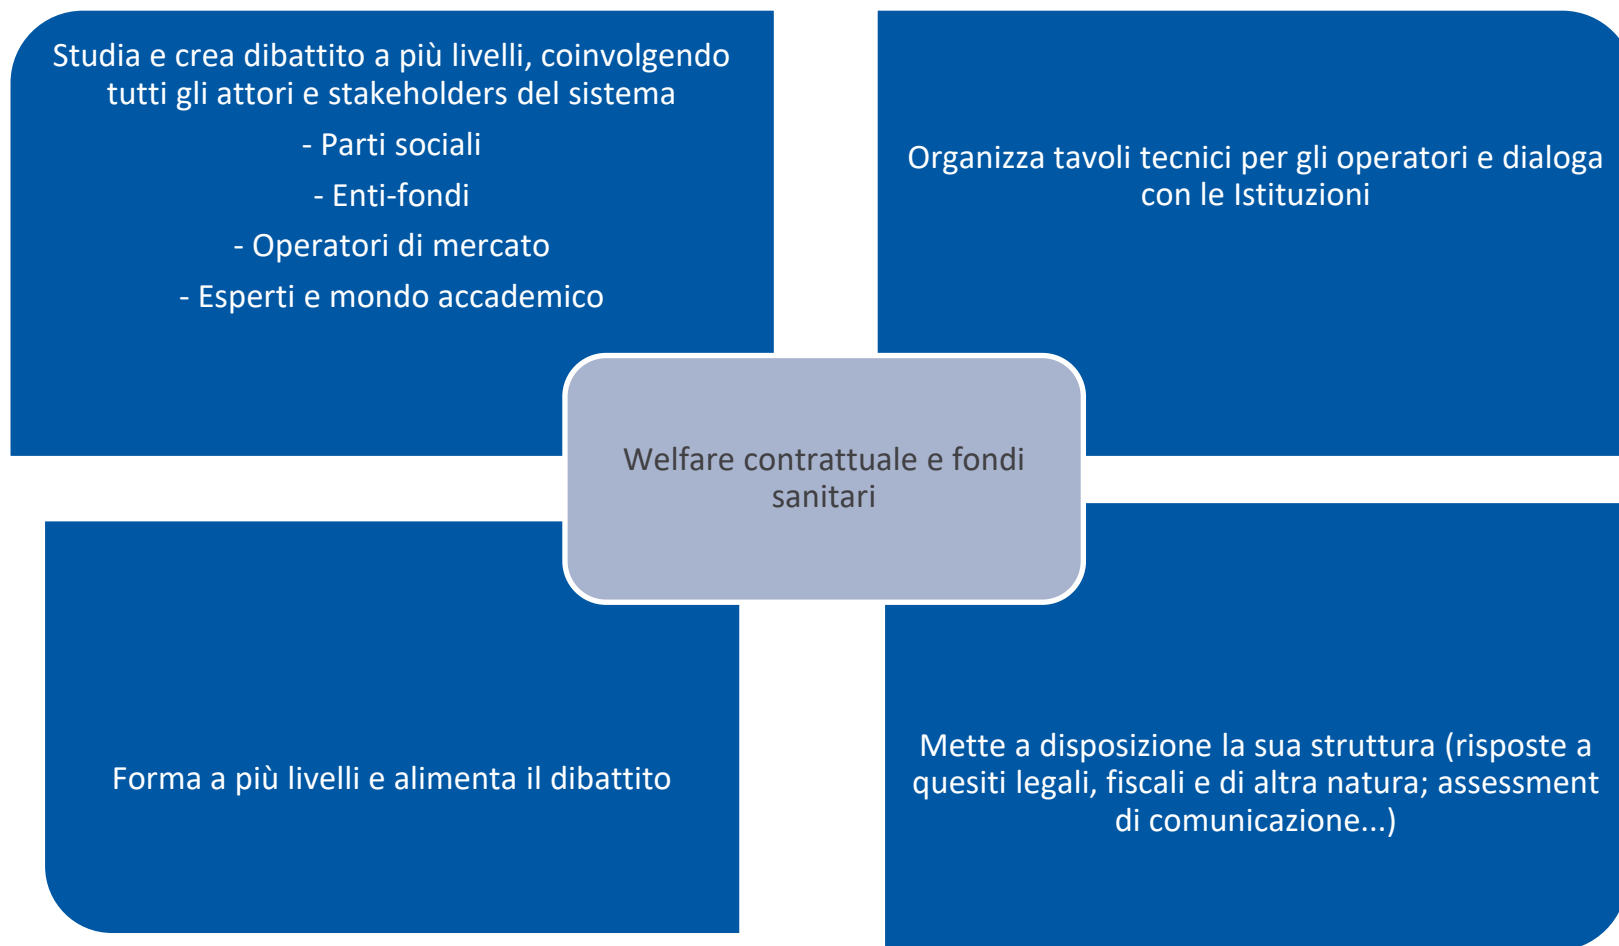 Studia e crea dibattito a più livelli, coinvolgendo
tutti gli attori e stakeholders del sistema
- Parti sociali
- Enti-fondi
- Operatori di mercato
- Esperti e mondo accademico
Organizza tavoli tecnici per gli operatori e dialoga
con le Istituzioni
Welfare contrattuale e fondi
sanitari
Forma a più livelli e alimenta il dibattito
Mette a disposizione la sua struttura (risposte a
quesiti legali, fiscali e di altra natura; assessment
di comunicazione...)